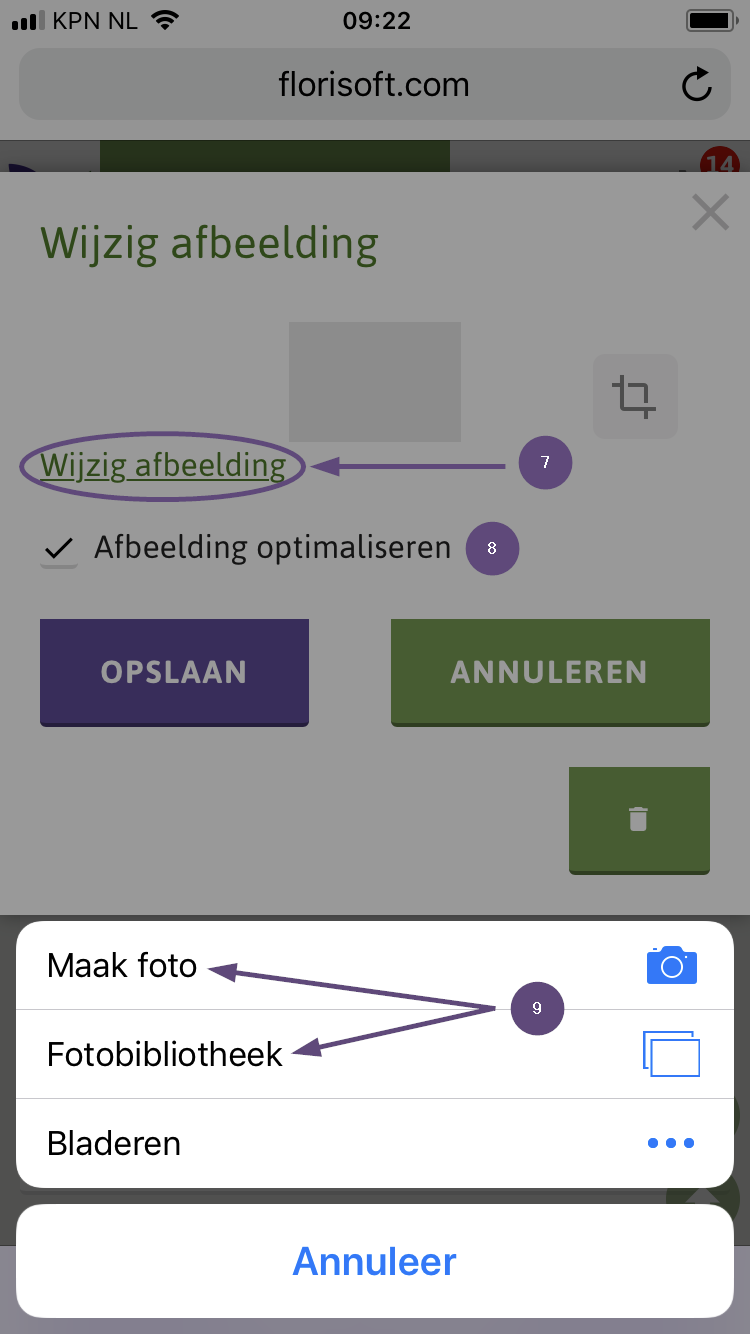 KPN NL 09:22
florisoft.com
14
Wijzig afbeelding
Wijzig afbeelding 7
Afbeelding optimaliseren 8
OPSLAAN ANNULEREN
Maak foto
9
Fotobibliotheek
Bladeren
Annuleer